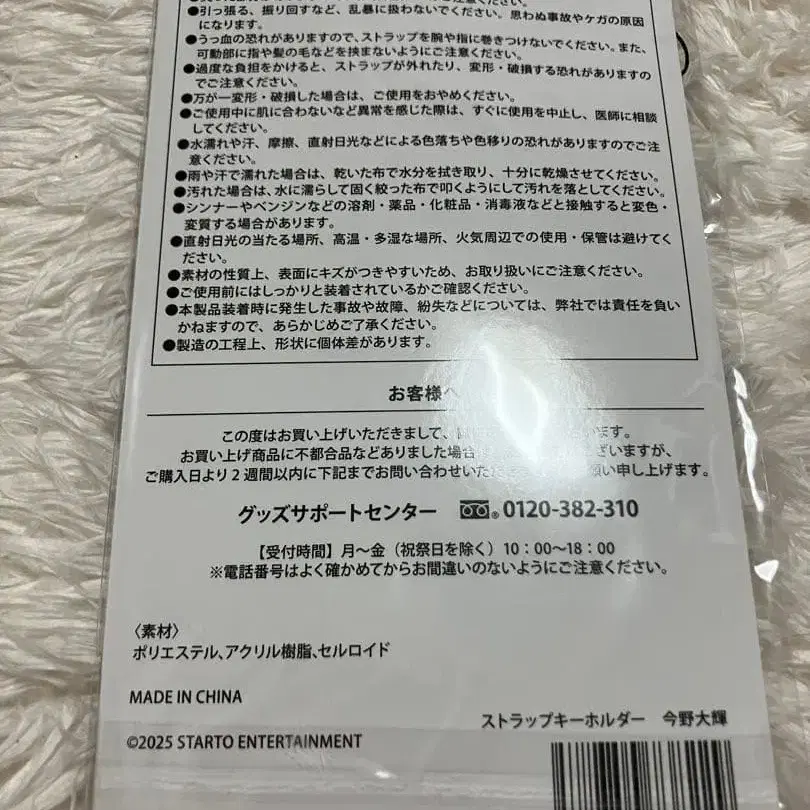 ●引っ張る、振り回すなど、乱暴に扱わないでください。思わぬ事故やケガの原因
になります。
●うっ血の恐れがありますので、ストラップを腕や指に巻きつけないでください。また、
可動部に指や髪の毛などを挟まないようにご注意ください。
●過度な負担をかけると、ストラップが外れたり、変形・破損する恐れがありますの
でご注意ください。
●万が一変形・破損した場合は、ご使用をおやめください。
●ご使用中に肌に合わないなど異常を感じた際は、すぐに使用を中止し、医師に相談
してください。
●水濡れや汗、摩擦、直射日光などによる色落ちや色移りの恐れがありますのでご注
意ください。
●雨や汗で濡れた場合は、乾いた布で水分を拭き取り、十分に乾燥させてください。
●汚れた場合は、水に濡らして固く絞った布で叩くようにして汚れを落としてください。
●シンナーやベンジンなどの溶剤・薬品・化粧品・消毒液などと接触すると変色・
変質する場合があります。
●直射日光の当たる場所、高温・多湿な場所、火気周辺での使用・保管は避けてく
ださい。
●素材の性質上、表面にキズがつきやすいため、お取り扱いにご注意ください。
●ご使用前にはしっかりと装着されているかご確認ください。
●本製品装着時に発生した事故や故障、紛失などについては、弊社では責任を負い
かねますので、あらかじめご了承ください。
●製造の工程上、形状に個体差があります。
お客様へ
この度はお買い上げいただきまして、 います。
お買い上げ商品に不都合品などありました場合 ございますが、
ご購入日より2週間以内に下記までお問い合わせいただ 願い申し上げます。
グッズサポートセンター 0120-382-310
【受付時間】月～金（祝祭日を除く）10：00～18：00
※電話番号はよく確かめてからお間違いのないようにご注意ください。
〈素材〉
ポリエステル、アクリル樹脂、セルロイド
MADE IN CHINA
ストラップキーホルダー 今野大輝
©2025 STARTO ENTERTAINMENT